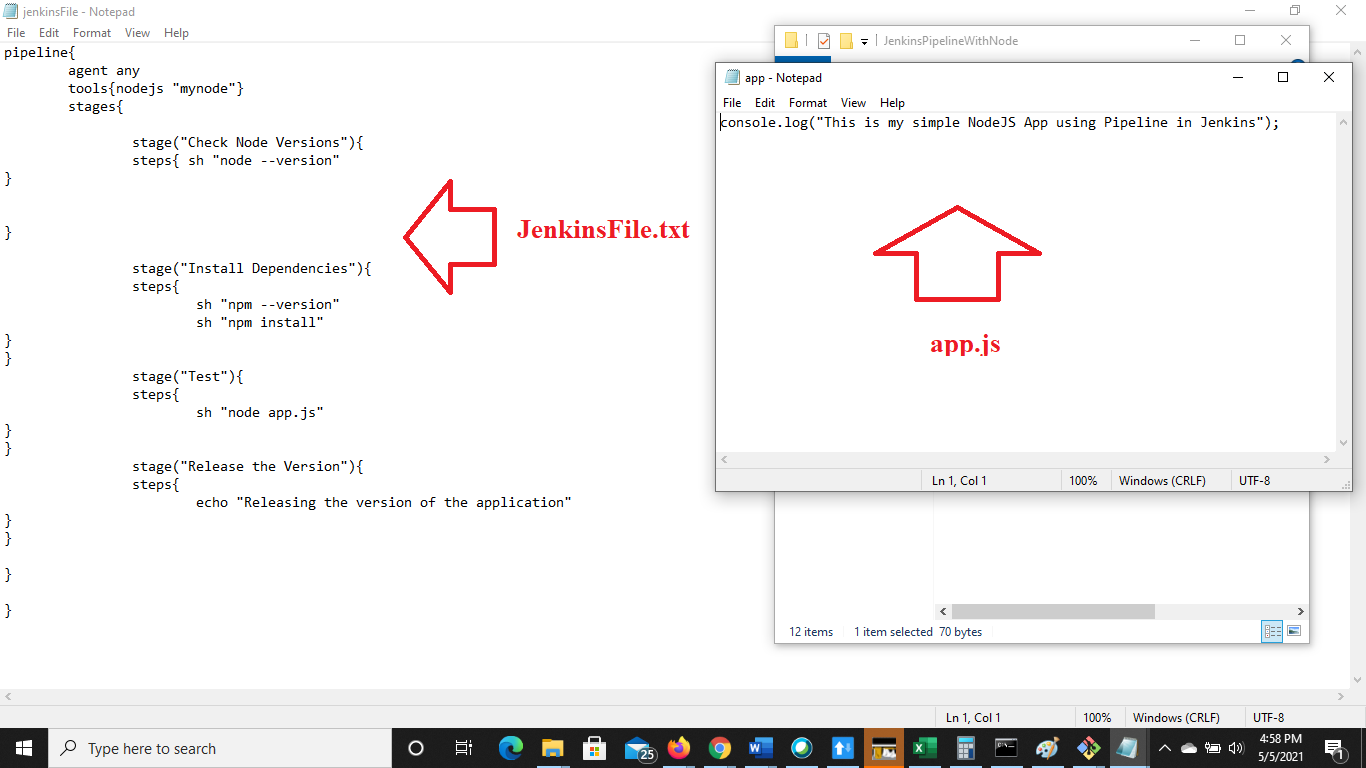 jenkinsFile - Notepad
File Edit Format View Help
pipeline{
agent any
tools{nodejs "mynode"}
stages{
stage("Check Node Versions"){
steps{ sh "node --version"
}
}
stage("Install Dependencies"){
steps{
sh "npm --version"
sh "npm install"
}
}
stage("Test"){
steps{
sh "node app.js"
}
}
stage("Release the Version"){
steps{
echo "Releasing the version of the application"
}
}
}
}
JenkinsFile.txt
JenkinsPipelineWithNode
app - Notepad
File Edit Format View Help
console.log("This is my simple NodeJS App using Pipeline in Jenkins");
app.js
Ln 1, Col 1 100% Windows (CRLF) UTF-8
12 items 1 item selected 70 bytes
Ln 1, Col 1 100% Windows (CRLF) UTF-8
Type here to search
25
4:58 PM
5/5/2021
1